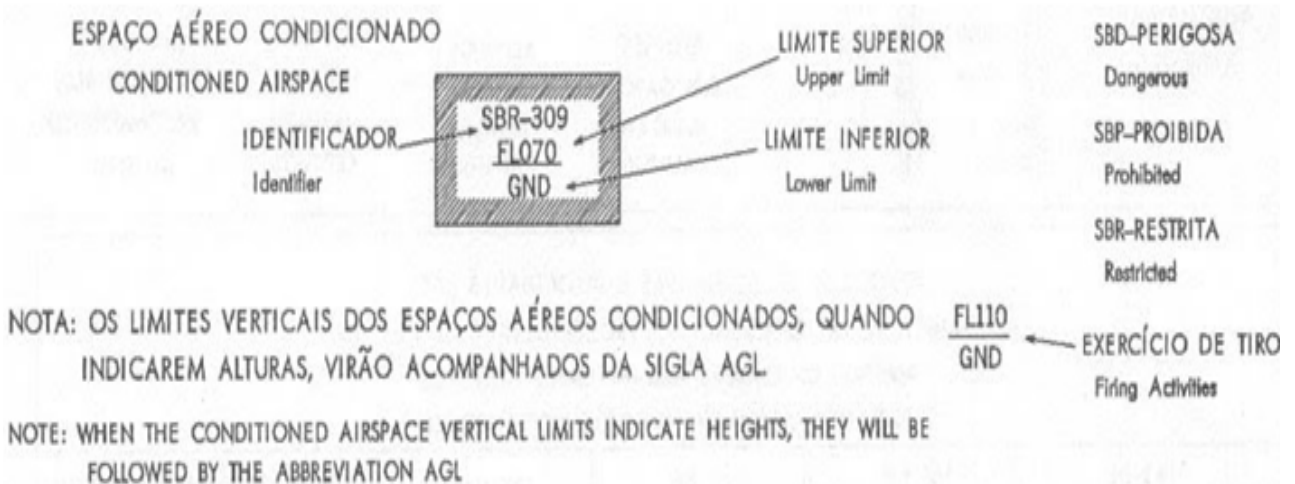 ESPAÇO AÉREO CONDICIONADO
CONDITIONED AIRSPACE
IDENTIFICADOR
Identifier
SBR–309
FL070
GND
LIMITE SUPERIOR
Upper Limit
LIMITE INFERIOR
Lower Limit
SBD–PERIGOSA
Dangerous
SBP–PROIBIDA
Prohibited
SBR–RESTRITA
Restricted
NOTA: OS LIMITES VERTICAIS DOS ESPAÇOS AÉREOS CONDICIONADOS, QUANDO
INDICAREM ALTURAS, VIRÃO ACOMPANHADOS DA SIGLA AGL.
FL110
GND
EXERCÍCIO DE TIRO
Firing Activities
NOTE: WHEN THE CONDITIONED AIRSPACE VERTICAL LIMITS INDICATE HEIGHTS, THEY WILL BE
FOLLOWED BY THE ABBREVIATION AGL